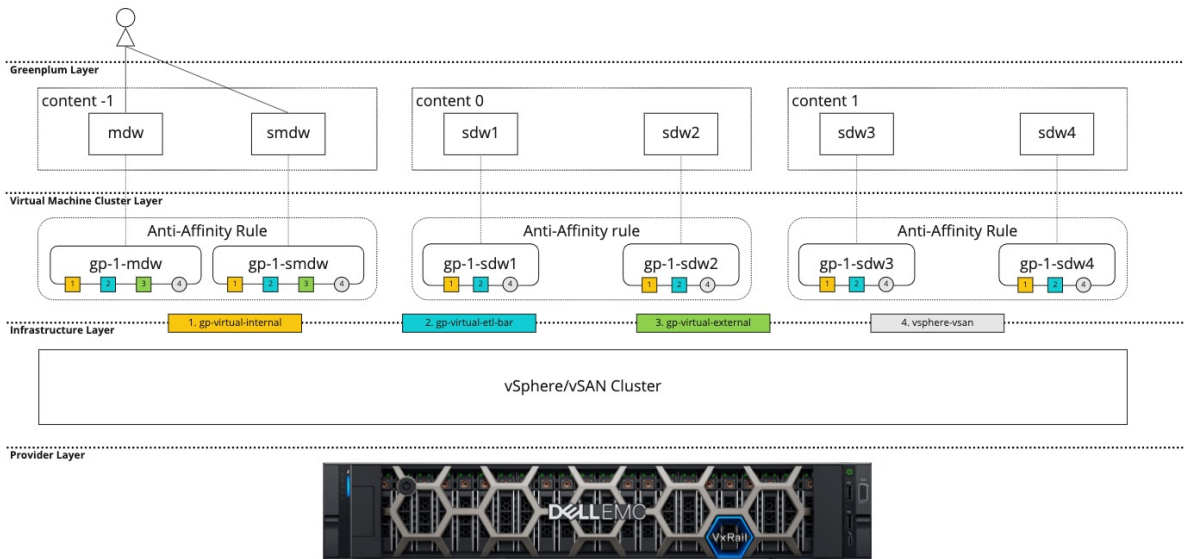 Greenplum Layer
content -1
content 0
content 1
mdw
smdw
sdw1
sdw2
sdw3
sdw4
Virtual Machine Cluster Layer
Anti-Affinity Rule
Anti-Affinity rule
Anti-Affinity Rule
gp-1-mdw
gp-1-smdw
gp-1-sdw1
gp-1-sdw2
gp-1-sdw3
gp-1-sdw4
1 2 3 4
1 2 3 4
1 2 4
1 2 4
1 2 4
1 2 4
1. gp-virtual-internal
2. gp-virtual-etl-bar
3. gp-virtual-external
4. vsphere-vsan
Infrastructure Layer
vSphere/vSAN Cluster
Provider Layer
DELLEMC
VxRail